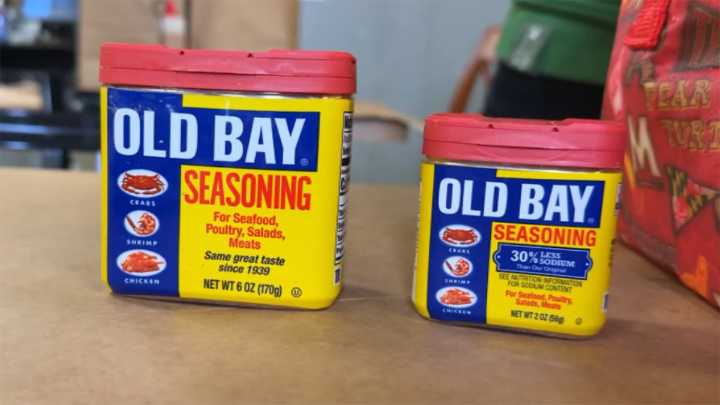 OLD BAY®
SEASONING
CRABS
SHRIMP
CHICKEN
For Seafood,
Poultry, Salads,
Meats
Same great taste
since 1939
NET WT 6 OZ (170g) U
OLD BAY
SEASONING
30% LESS SODIUM
Than Our Original
SEE NUTRITION INFORMATION
FOR SODIUM CONTENT
CRABS
SHRIMP
CHICKEN
For Seafood, Poultry,
Salads, Meats
NET WT 2 OZ (56g)
FEAR
TURT
M